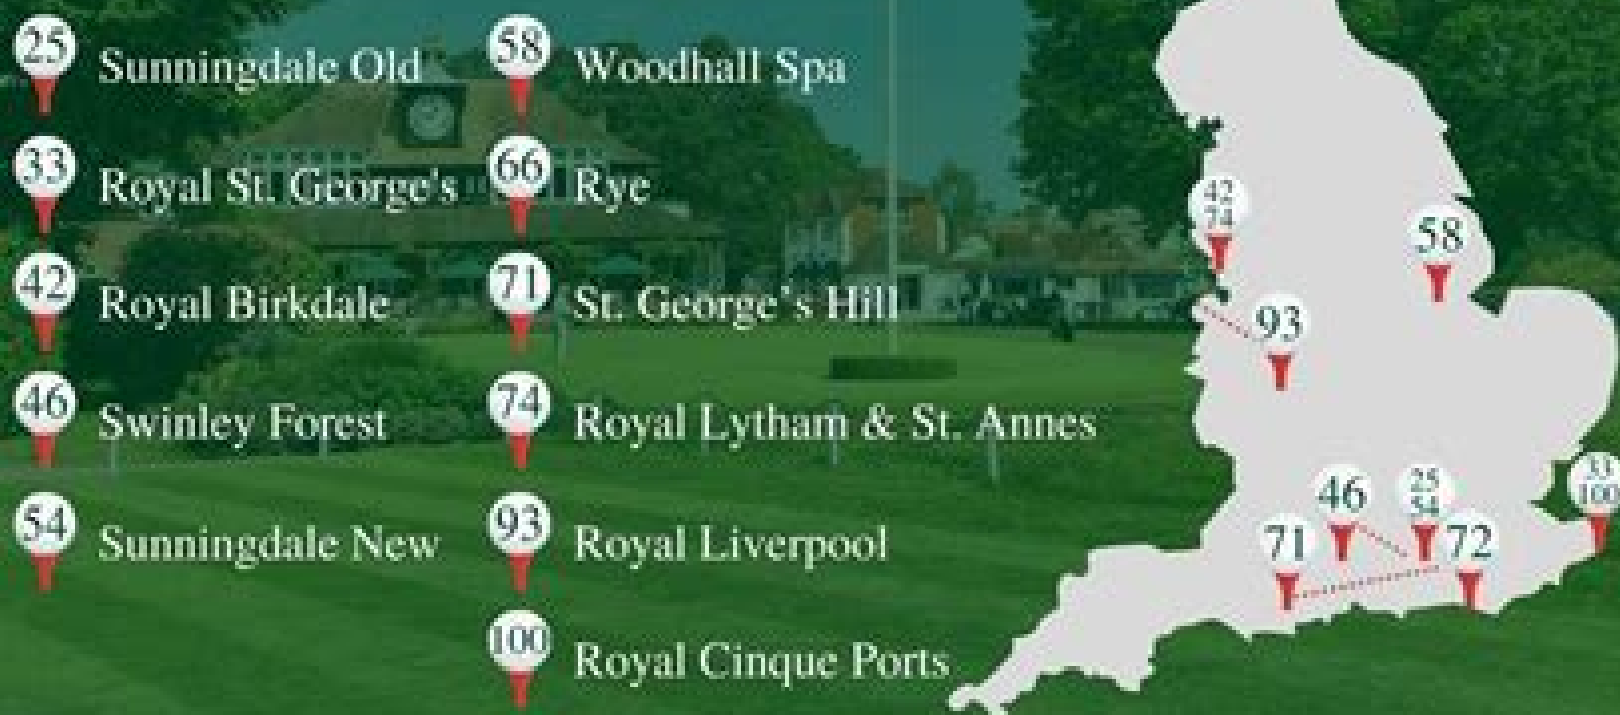 25 Sunningdale Old
33 Royal St. George's
42 Royal Birkdale
46 Swinley Forest
54 Sunningdale New
58 Woodhall Spa
66 Rye
71 St. George's Hill
74 Royal Lytham & St. Annes
93 Royal Liverpool
100 Royal Cinque Ports
42
74
58
93
46
25
54
71
72
33
100